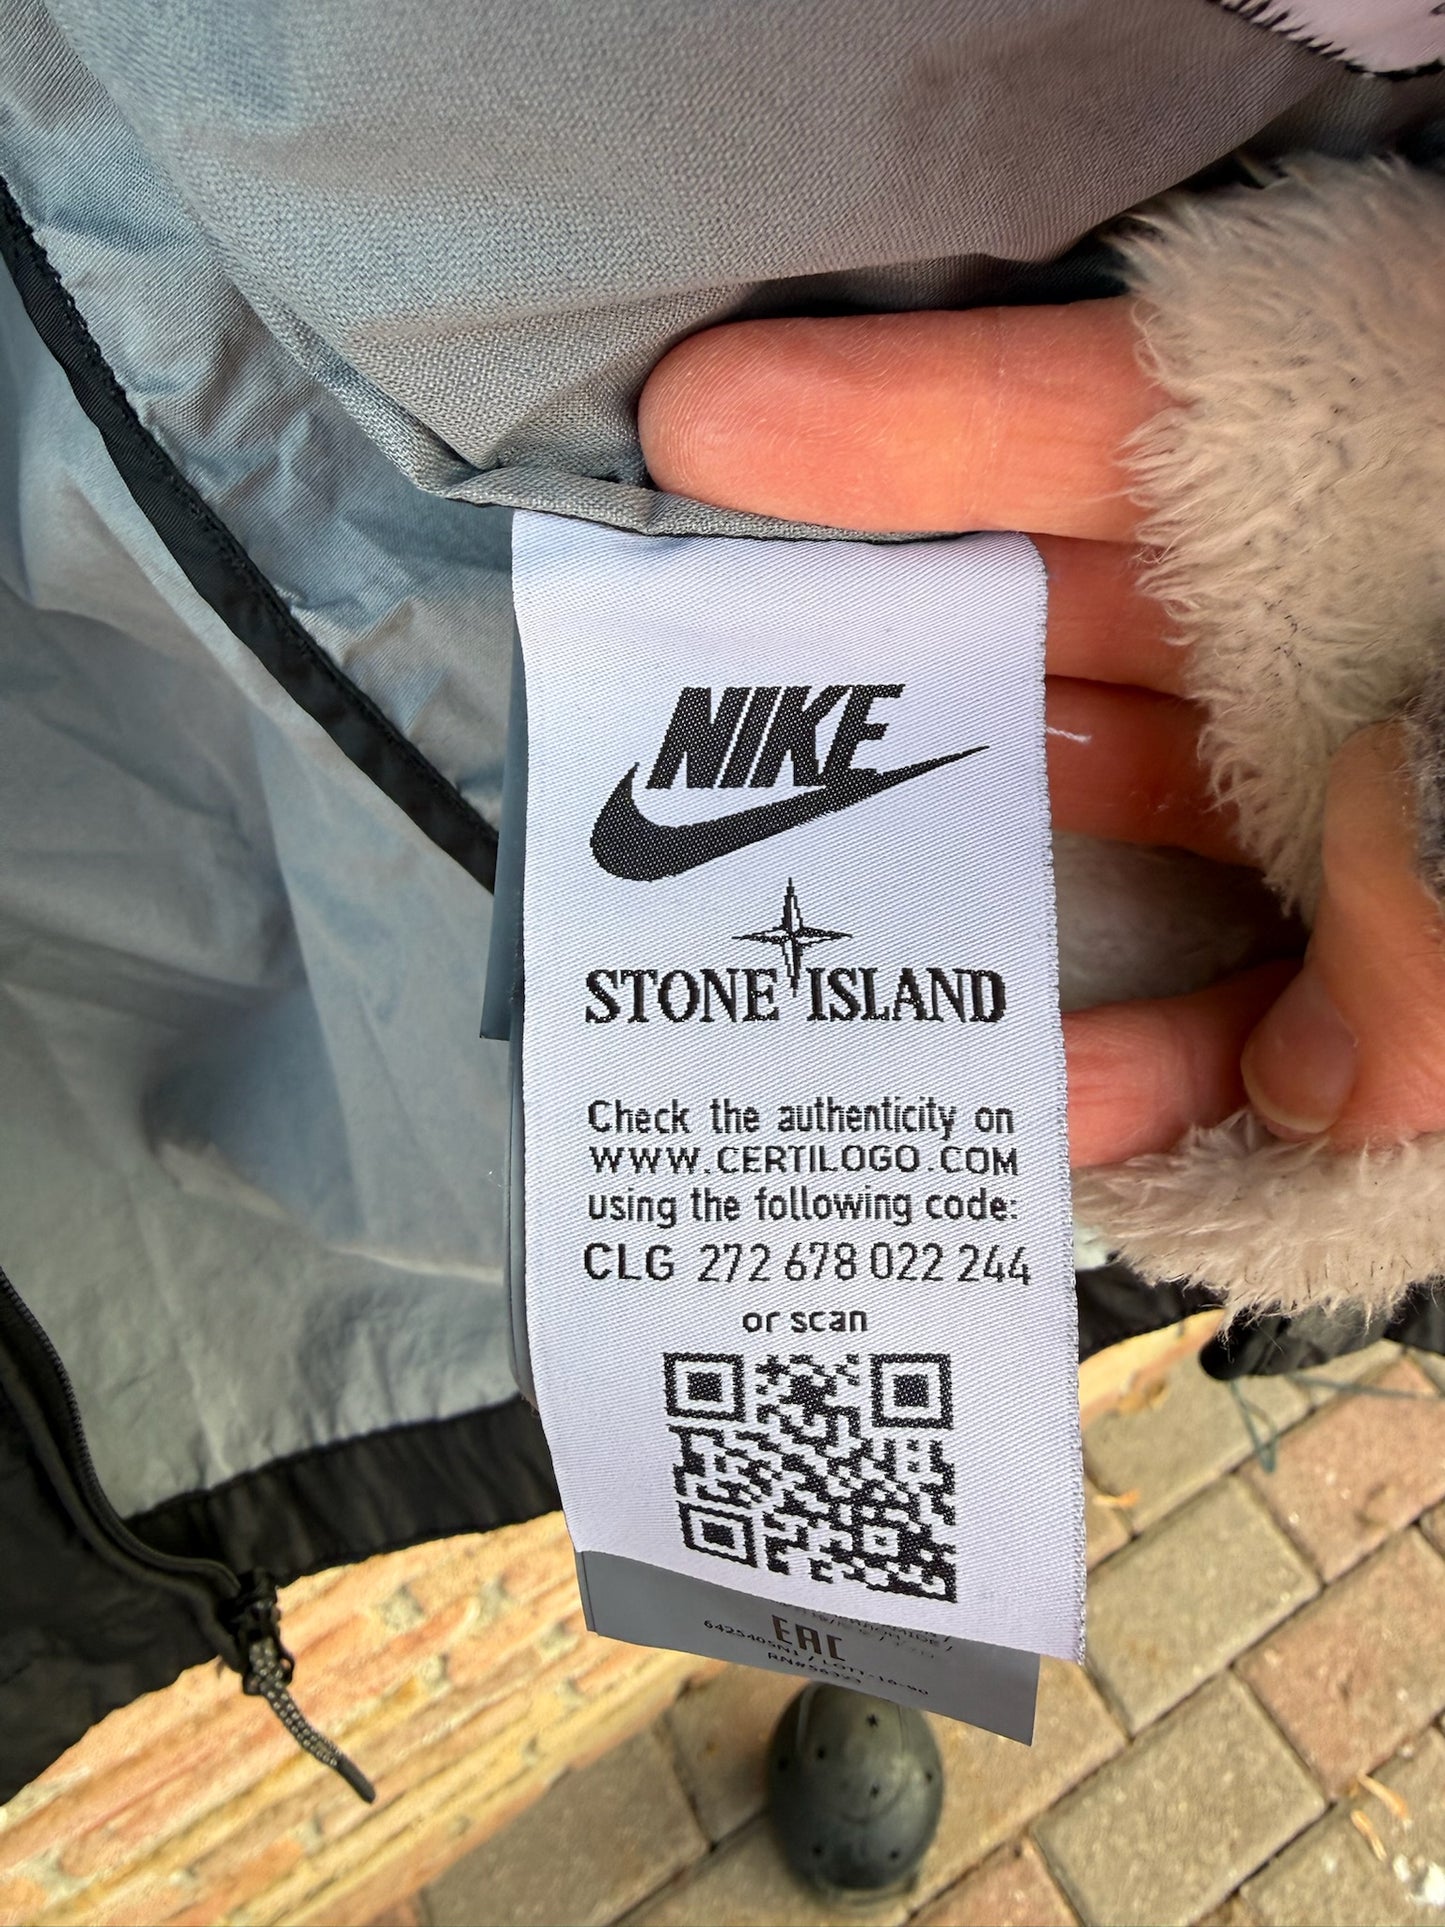 NIKE
STONE ISLAND
Check the authenticity on
WWW.CERTILOGO.COM
using the following code:
CLG 272 678 022 244
or scan
EAC